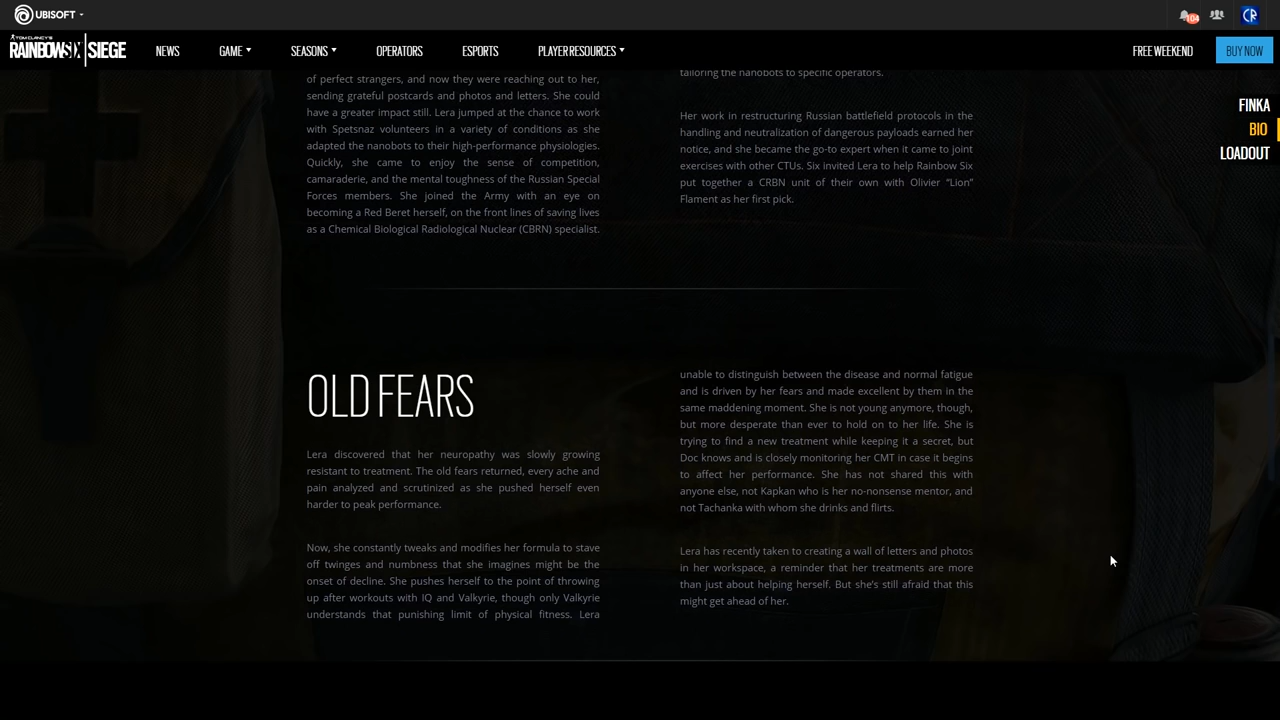 UBISOFT
104
CR
TOM CLANCY'S
RAINBOWSIX|SIEGE
NEWS
GAME
SEASONS
OPERATORS
ESPORTS
PLAYER RESOURCES
FREE WEEKEND
BUY NOW
FINKA
BIO
LOADOUT
of perfect strangers, and now they were reaching out to her,
sending grateful postcards and photos and letters. She could
have a greater impact still. Lera jumped at the chance to work
with Spetsnaz volunteers in a variety of conditions as she
adapted the nanobots to their high-performance physiologies.
Quickly, she came to enjoy the sense of competition,
camaraderie, and the mental toughness of the Russian Special
Forces members. She joined the Army with an eye on
becoming a Red Beret herself, on the front lines of saving lives
as a Chemical Biological Radiological Nuclear (CBRN) specialist.
tailoring the nanobots to specific operators.
Her work in restructuring Russian battlefield protocols in the
handling and neutralization of dangerous payloads earned her
notice, and she became the go-to expert when it came to joint
exercises with other CTUs. Six invited Lera to help Rainbow Six
put together a CRBN unit of their own with Olivier “Lion”
Flament as her first pick.
OLD FEARS
Lera discovered that her neuropathy was slowly growing
resistant to treatment. The old fears returned, every ache and
pain analyzed and scrutinized as she pushed herself even
harder to peak performance.
Now, she constantly tweaks and modifies her formula to stave
off twinges and numbness that she imagines might be the
onset of decline. She pushes herself to the point of throwing
up after workouts with IQ and Valkyrie, though only Valkyrie
understands that punishing limit of physical fitness. Lera
unable to distinguish between the disease and normal fatigue
and is driven by her fears and made excellent by them in the
same maddening moment. She is not young anymore, though,
but more desperate than ever to hold on to her life. She is
trying to find a new treatment while keeping it a secret, but
Doc knows and is closely monitoring her CMT in case it begins
to affect her performance. She has not shared this with
anyone else, not Kapkan who is her no-nonsense mentor, and
not Tachanka with whom she drinks and flirts.
Lera has recently taken to creating a wall of letters and photos
in her workspace, a reminder that her treatments are more
than just about helping herself. But she’s still afraid that this
might get ahead of her.